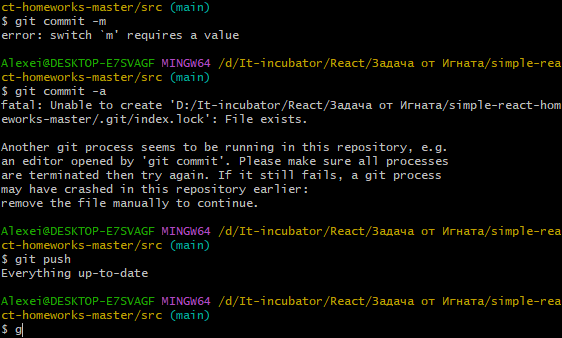 ct-homeworks-master/src (main)
$ git commit -m
error: switch `m' requires a value
Alexei@DESKTOP-E7SVAGF MINGW64 /d/It-incubator/React/Задача от Игната/simple-rea
ct-homeworks-master/src (main)
$ git commit -a
fatal: Unable to create 'D:/It-incubator/React/Задача от Игната/simple-react-hom
eworks-master/.git/index.lock': File exists.
Another git process seems to be running in this repository, e.g.
an editor opened by 'git commit'. Please make sure all processes
are terminated then try again. If it still fails, a git process
may have crashed in this repository earlier:
remove the file manually to continue.
Alexei@DESKTOP-E7SVAGF MINGW64 /d/It-incubator/React/Задача от Игната/simple-rea
ct-homeworks-master/src (main)
$ git push
Everything up-to-date
Alexei@DESKTOP-E7SVAGF MINGW64 /d/It-incubator/React/Задача от Игната/simple-rea
ct-homeworks-master/src (main)
$ g